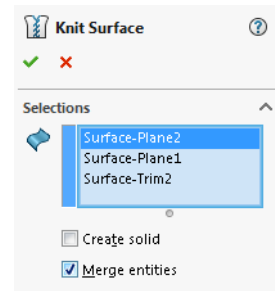 Knit Surface
Selections
Surface-Plane2
Surface-Plane1
Surface-Trim2
Create solid
Merge entities